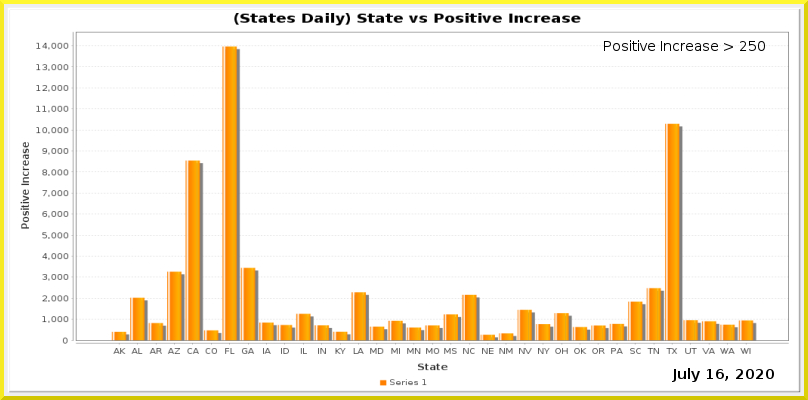 (States Daily) State vs Positive Increase
Positive Increase > 250
14,000
13,000
12,000
11,000
10,000
9,000
8,000
7,000
6,000
5,000
4,000
3,000
2,000
1,000
0
Positive Increase
AK AL AR AZ CA CO FL GA IA ID IL IN KY LA MD MI MN MO MS NC NE NM NV NY OH OK OR PA SC TN TX UT VA WA WI
State
Series 1
July 16, 2020